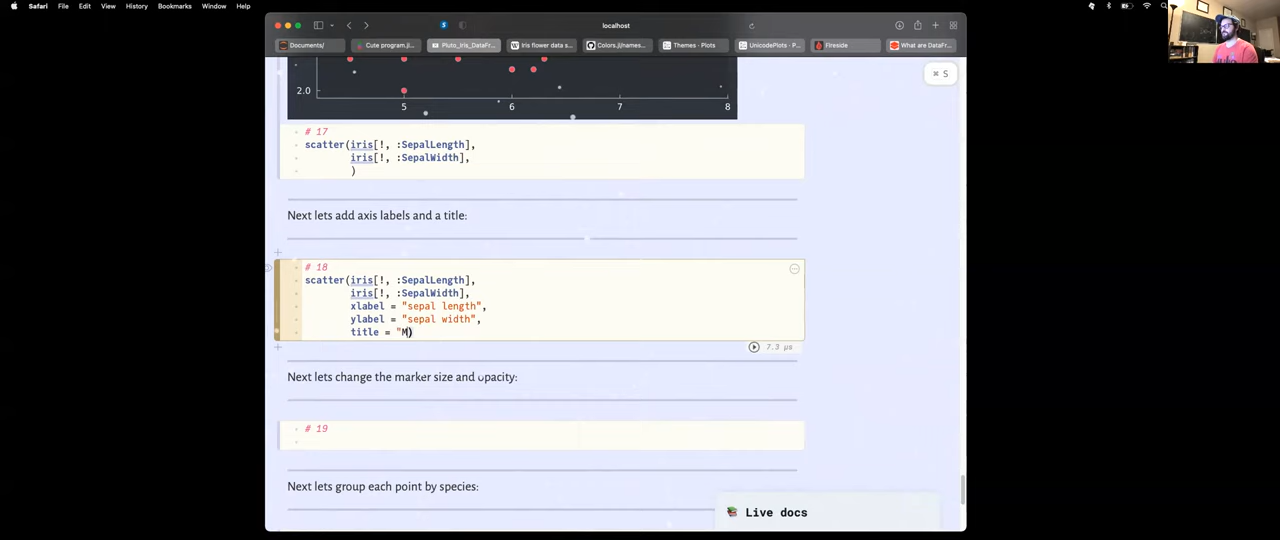 Safari File Edit View History Bookmarks Window Help
localhost
Documents/ Cute program.jl... Pluto_Iris_DataFr... Iris flower data s... Colors.jl/names... Themes · Plots UnicodePlots · P... Fireside What are DataFr...
⌘ S
2.0
5 6 7 8
# 17
scatter(iris[!, :SepalLength],
iris[!, :SepalWidth],
)
Next lets add axis labels and a title:
# 18
scatter(iris[!, :SepalLength],
iris[!, :SepalWidth],
xlabel = "sepal length",
ylabel = "sepal width",
title = "M)
7.3 μs
Next lets change the marker size and opacity:
# 19
Next lets group each point by species:
Live docs